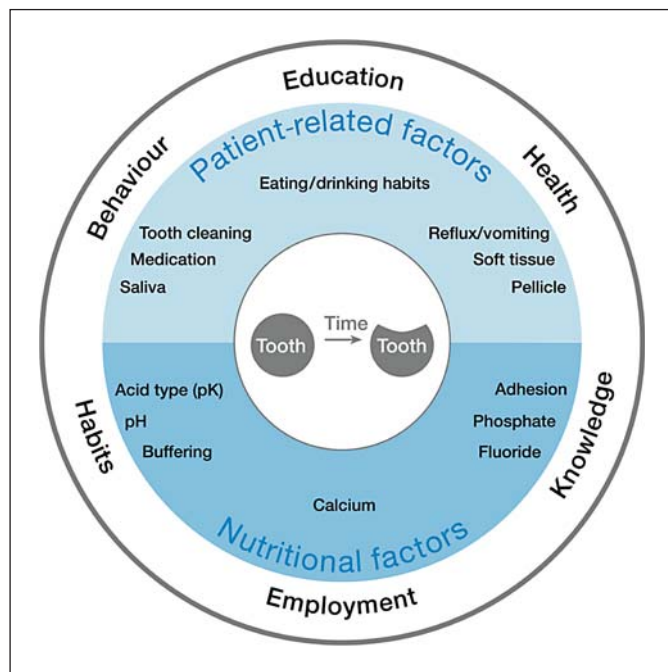 Education
Patient-related factors
Behaviour
Health
Eating/drinking habits
Tooth cleaning
Reflux/vomiting
Medication
Soft tissue
Saliva
Pellicle
Time
Tooth
Tooth
Acid type (pK)
Adhesion
pH
Phosphate
Buffering
Fluoride
Habits
Knowledge
Calcium
Nutritional factors
Employment